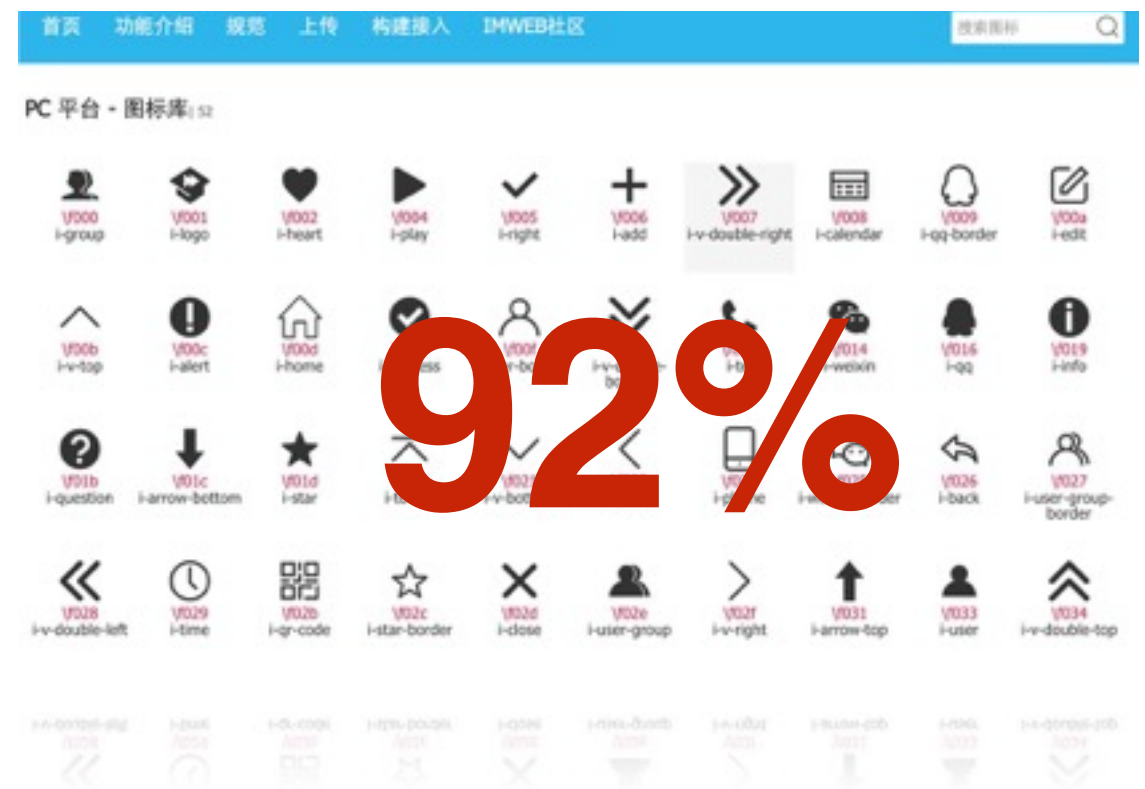 首页 功能介绍 规范 上传 构建接入 IMWEB社区 搜索图标
PC 平台 - 图标库| 52
\f000 \f001 \f002 \f004 \f005 \f006 \f007 \f008 \f009 \f00a
i-group i-logo i-heart i-play i-right i-add i-v-double-right i-calendar i-qq-border i-edit
\f00b \f00c \f00d \f014 \f016 \f019
i-v-top i-alert i-home i-weixin i-qq i-info
92%
\f01b \f01c \f01d \f026 \f027
i-question i-arrow-bottom i-star i-back i-user-group-
border
\f028 \f029 \f02b \f02c \f02d \f02e \f02f \f031 \f033 \f034
i-v-double-left i-time i-qr-code i-star-border i-close i-user-group i-v-right i-arrow-top i-user i-v-double-top